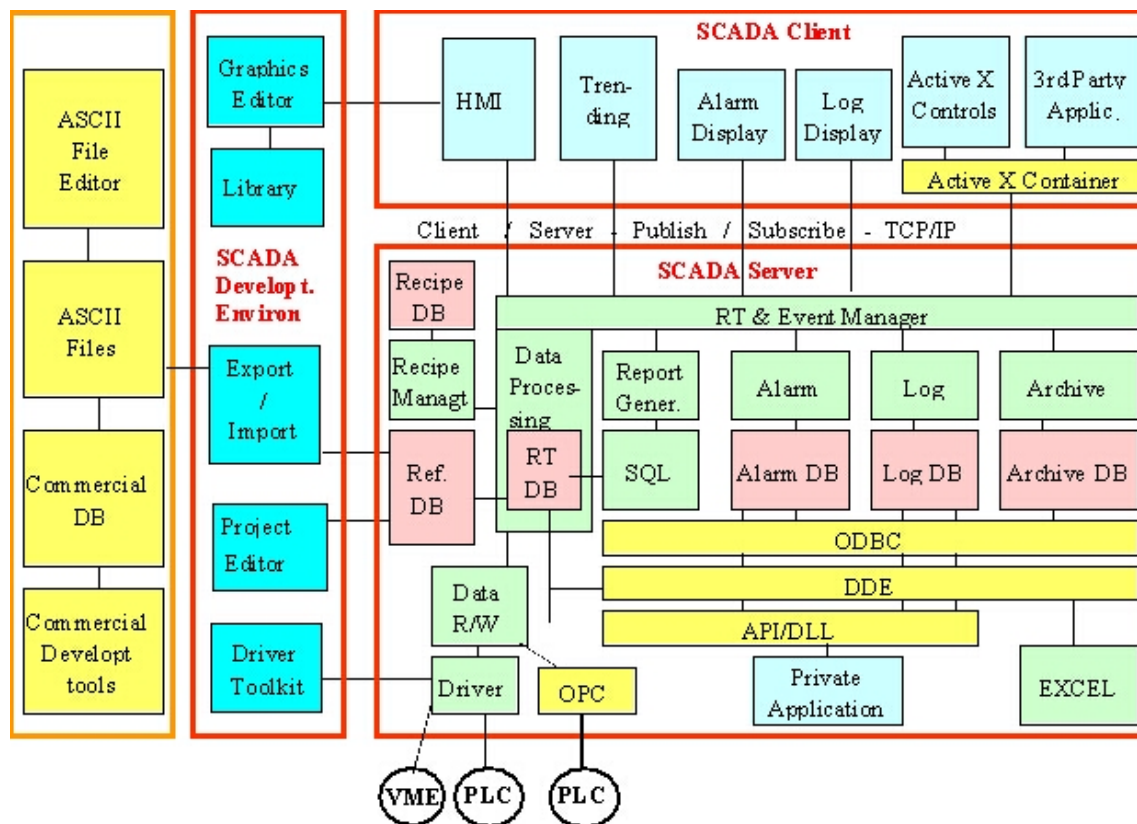 ASCII
File
Editor
ASCII
Files
Commercial
DB
Commercial
Developt
tools
Graphics
Editor
Library
SCADA
Developt.
Environ
Export
/
Import
Project
Editor
Driver
Toolkit
SCADA Client
HMI
Tren-
ding
Alarm
Display
Log
Display
Active X
Controls
3rd Party
Applic.
Active X Container
Client / Server - Publish / Subscribe - TCP/IP
SCADA Server
Recipe
DB
Recipe
Managt
Ref.
DB
RT & Event Manager
Data
Proces-
sing
RT
DB
Report
Gener.
SQL
Alarm
Alarm DB
Log
Log DB
Archive
Archive DB
ODBC
DDE
API/DLL
Data
R/W
Driver
OPC
Private
Application
EXCEL
VME
PLC
PLC